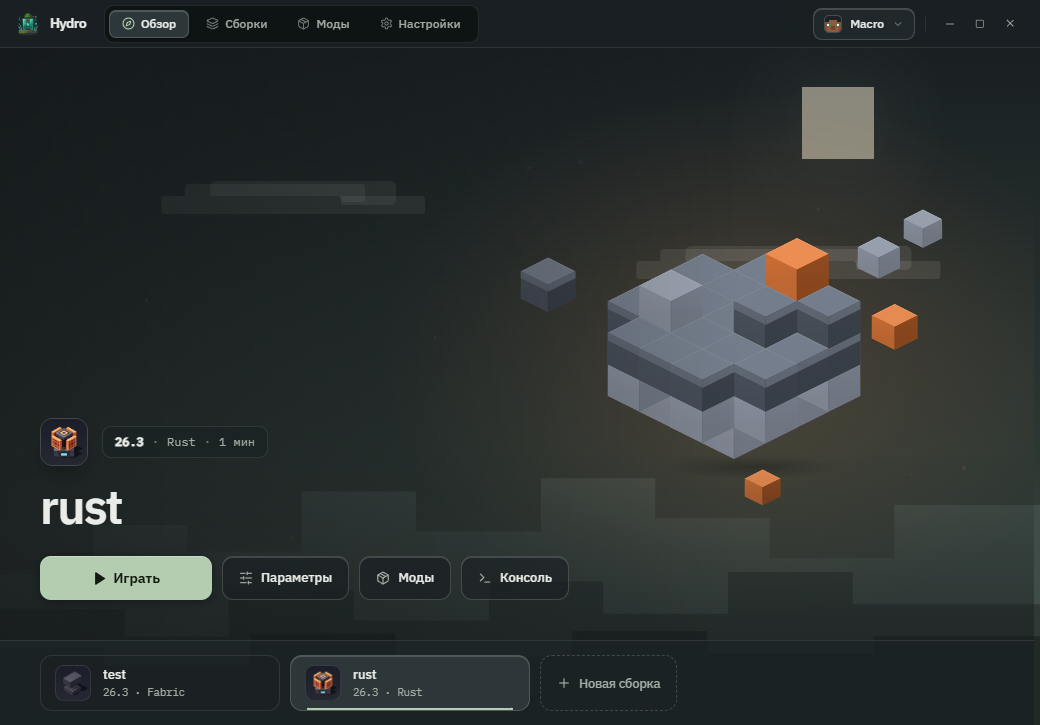 Hydro
Обзор
Сборки
Моды
Настройки
Macro
26.3 · Rust · 1 мин
rust
Играть
Параметры
Моды
Консоль
test
26.3 · Fabric
rust
26.3 · Rust
Новая сборка